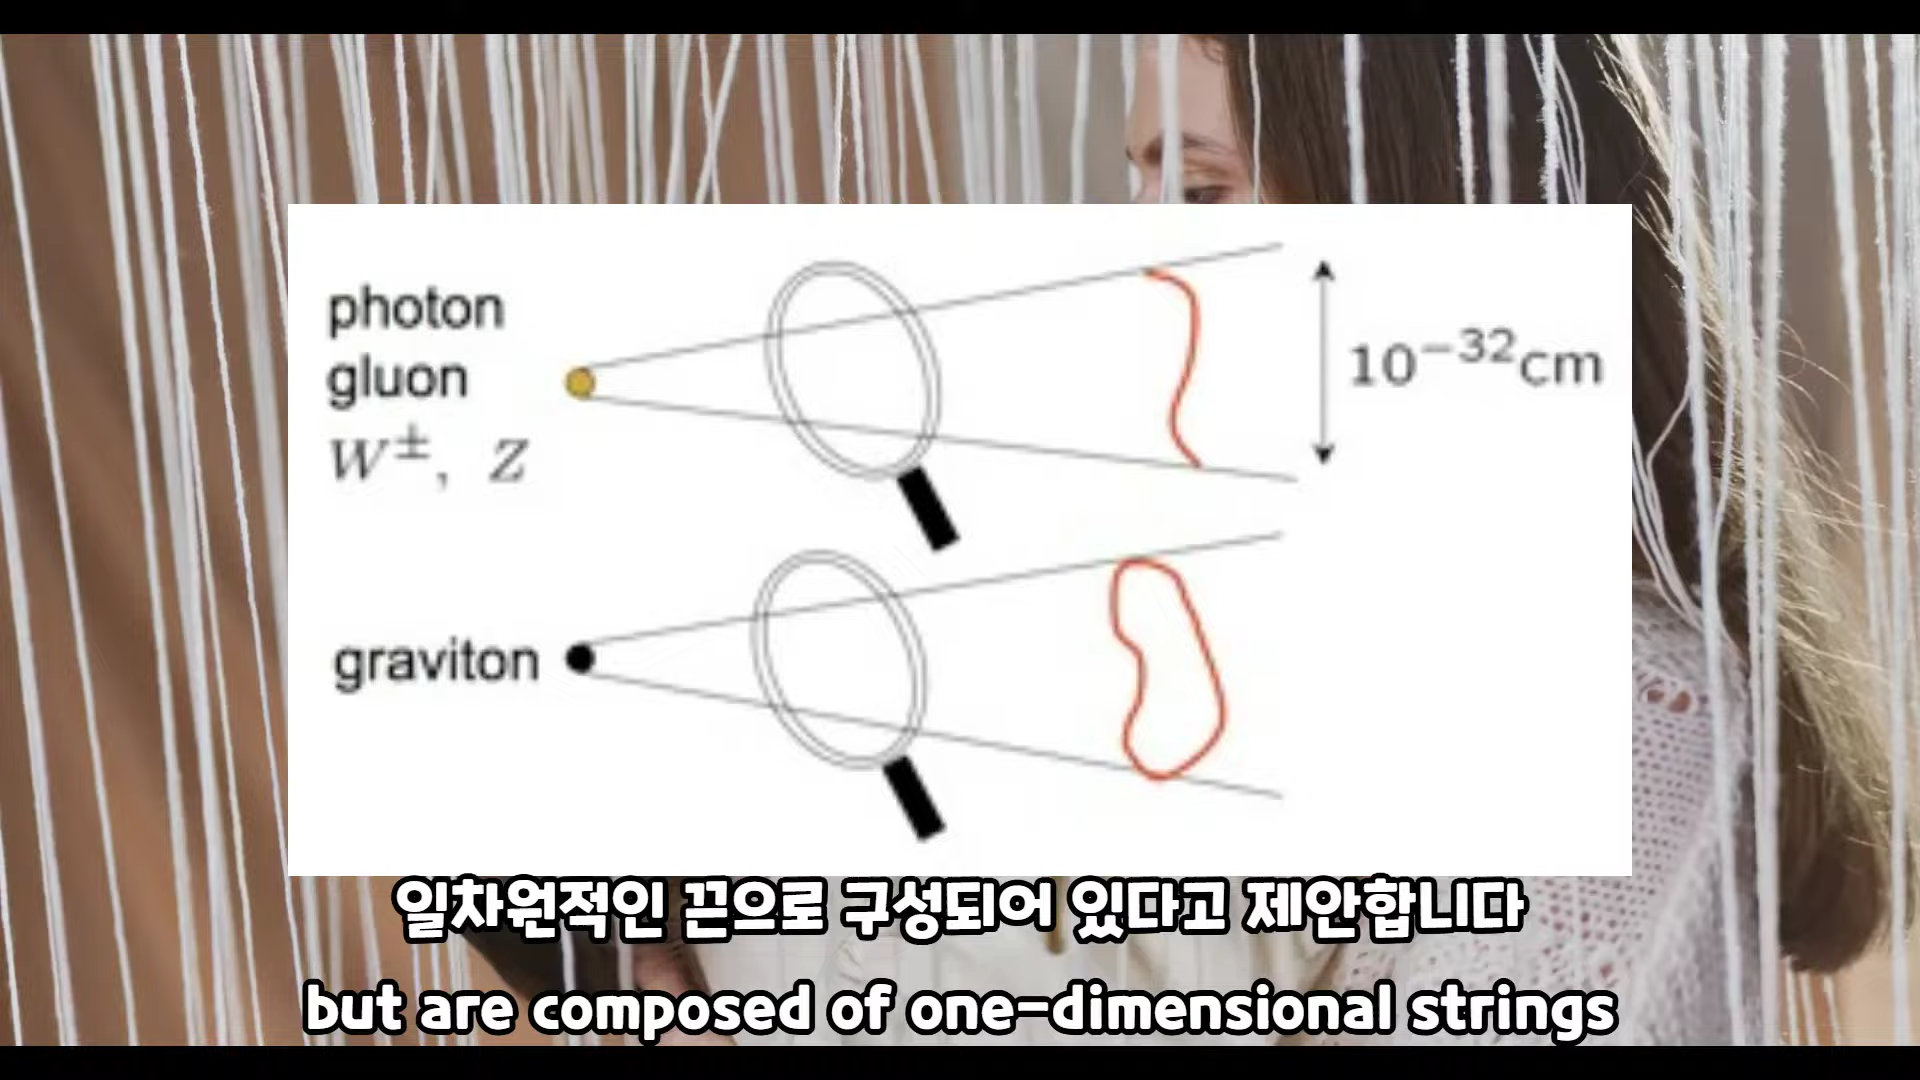 photon
gluon
W±, Z
10⁻³²cm
graviton
일차원적인 끈으로 구성되어 있다고 제안합니다
but are composed of one-dimensional strings